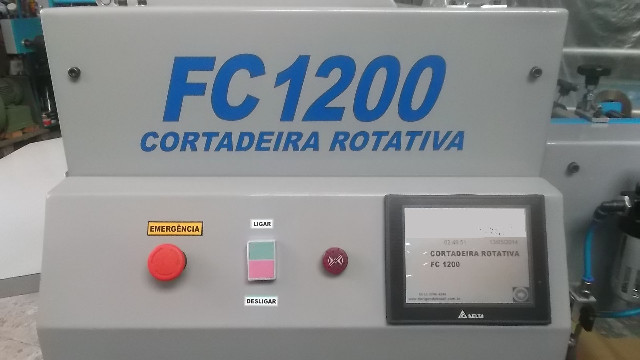 FC1200
CORTADEIRA ROTATIVA
EMERGÊNCIA
LIGAR
DESLIGAR
CORTADEIRA ROTATIVA
FC 1200
DELTA